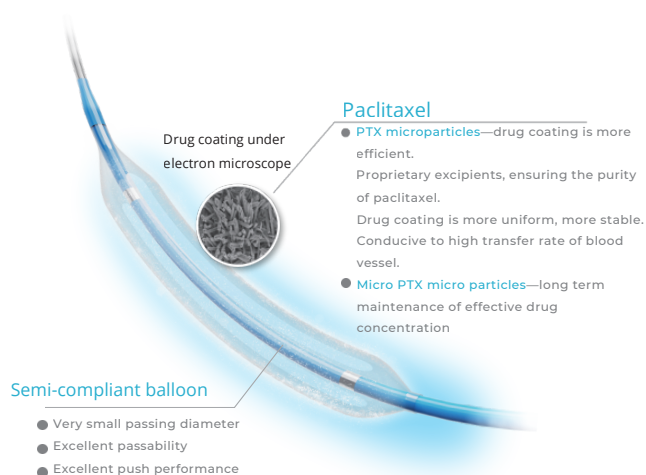 Paclitaxel
PTX microparticles—drug coating is more
efficient.
Proprietary excipients, ensuring the purity
of paclitaxel.
Drug coating is more uniform, more stable.
Conducive to high transfer rate of blood
vessel.
Micro PTX micro particles—long term
maintenance of effective drug
concentration
Drug coating under
electron microscope
Semi-compliant balloon
Very small passing diameter
Excellent passability
Excellent push performance